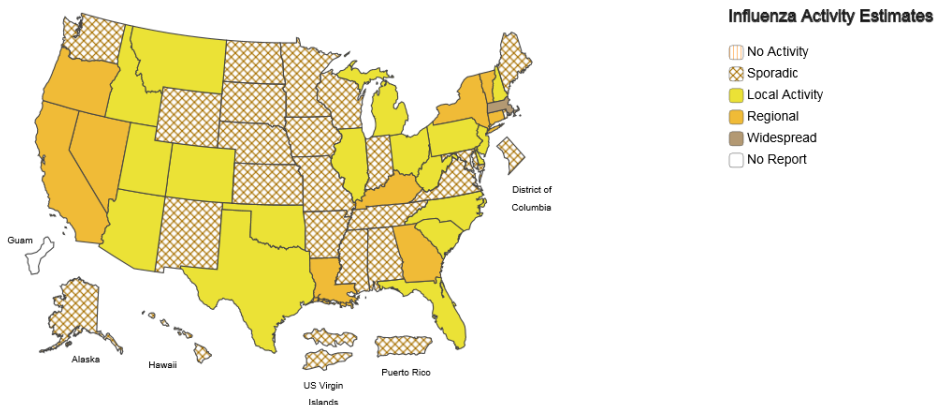 Influenza Activity Estimates
No Activity
Sporadic
Local Activity
Regional
Widespread
No Report
District of
Columbia
Guam
Alaska
Hawaii
US Virgin
Islands
Puerto Rico